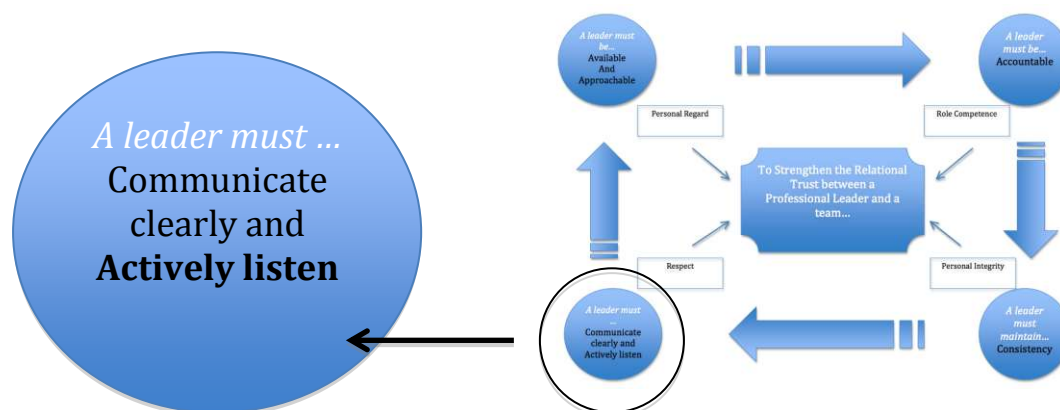 A leader must …
Communicate
clearly and
Actively listen
A leader must
be…
Available
And
Approachable
A leader
must be…
Accountable
Personal Regard
Role Competence
To Strengthen the Relational
Trust between a
Professional Leader and a
team…
Respect
Personal Integrity
A leader must
…
Communicate
clearly and
Actively listen
A leader
must
maintain…
Consistency